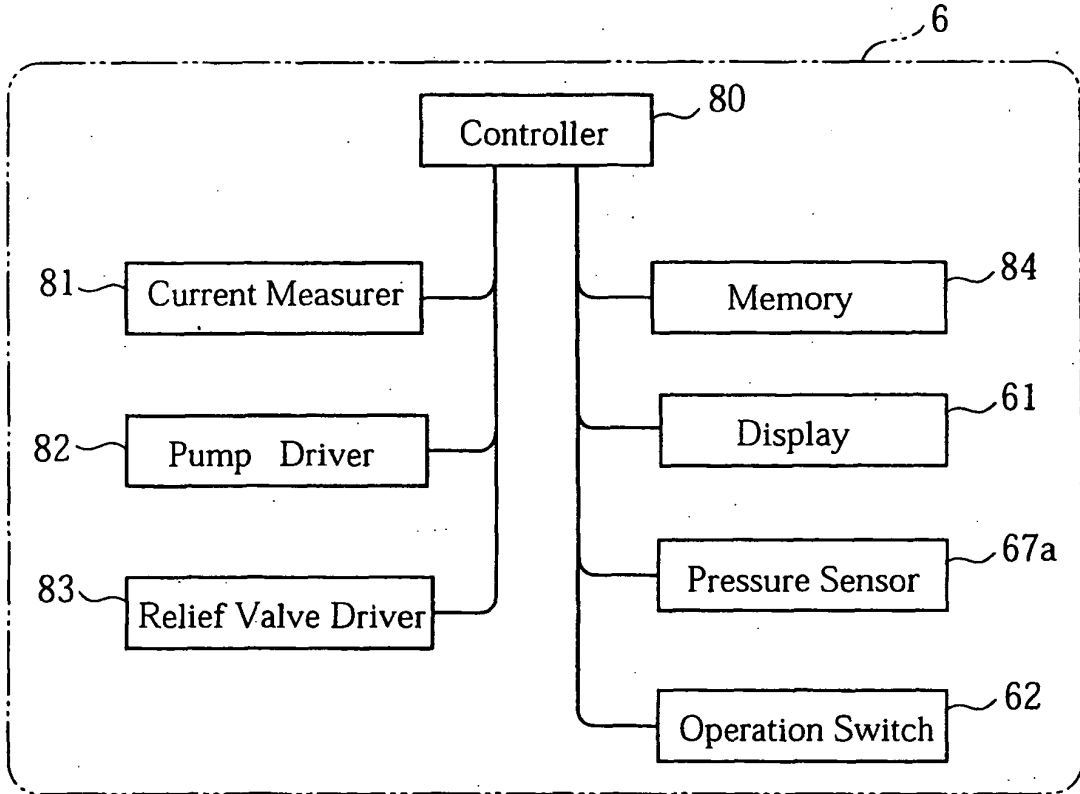 6
Controller
80
81
Current Measurer
Memory
84
82
Pump Driver
Display
61
83
Relief Valve Driver
Pressure Sensor
67a
Operation Switch
62